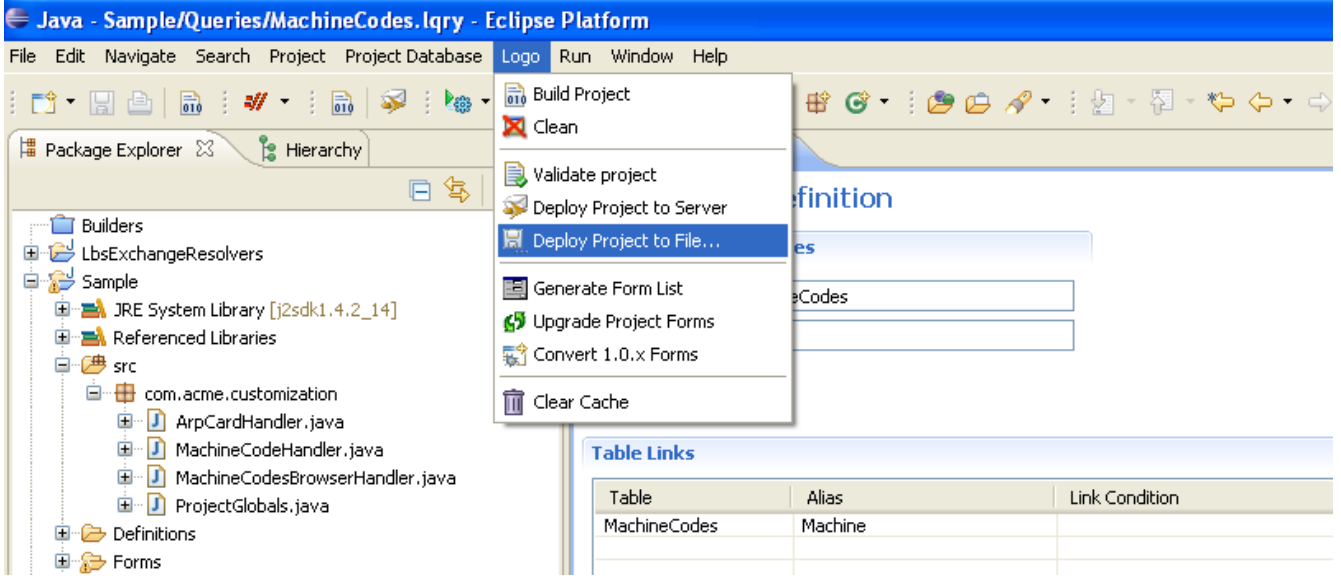 Java - Sample/Queries/MachineCodes.lqry - Eclipse Platform
File Edit Navigate Search Project Project Database Logo Run Window Help
Build Project
Clean
Validate project
Deploy Project to Server
Deploy Project to File...
Generate Form List
Upgrade Project Forms
Convert 1.0.x Forms
Clear Cache
Package Explorer Hierarchy
Builders
LbsExchangeResolvers
Sample
JRE System Library [j2sdk1.4.2_14]
Referenced Libraries
src
com.acme.customization
ArpCardHandler.java
MachineCodeHandler.java
MachineCodesBrowserHandler.java
ProjectGlobals.java
Definitions
Forms
efinition
es
eCodes
Table Links
Table Alias Link Condition
MachineCodes Machine